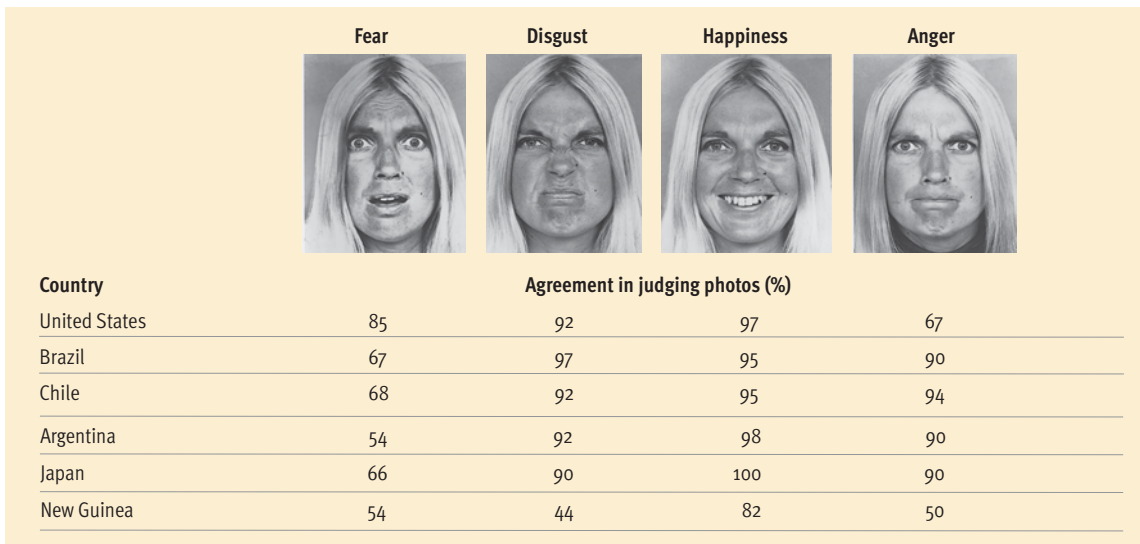 Fear Disgust Happiness Anger
Country Agreement in judging photos (%)
United States 85 92 97 67
Brazil 67 97 95 90
Chile 68 92 95 94
Argentina 54 92 98 90
Japan 66 90 100 90
New Guinea 54 44 82 50